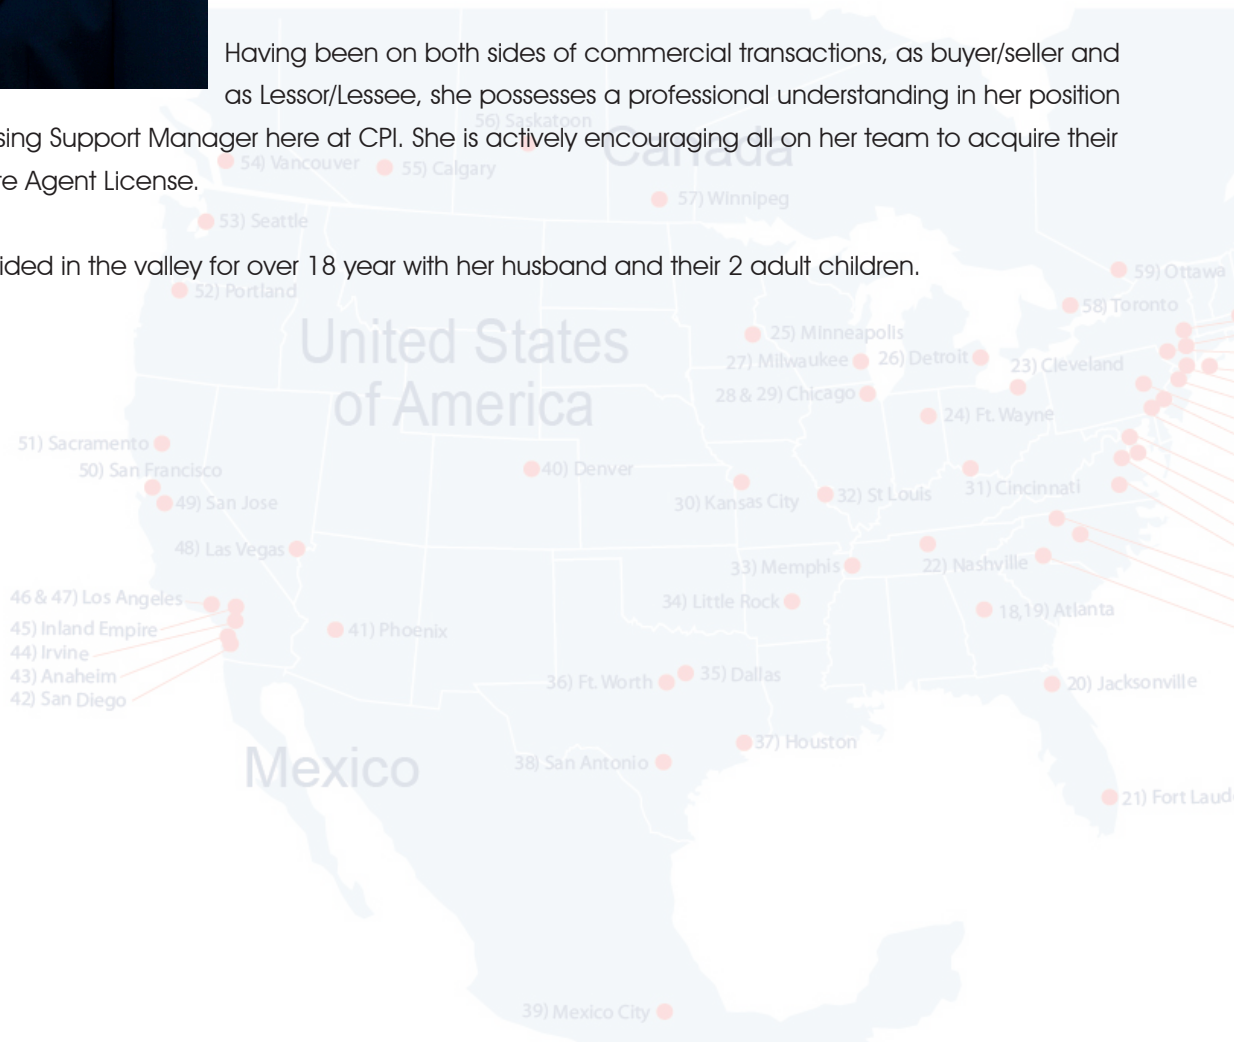 Having been on both sides of commercial transactions, as buyer/seller and
as Lessor/Lessee, she possesses a professional understanding in her position
sing Support Manager here at CPI. She is actively encouraging all on her team to acquire their
re Agent License.
ided in the valley for over 18 year with her husband and their 2 adult children.
56) Saskatoon
Canada
54) Vancouver
55) Calgary
57) Winnipeg
53) Seattle
59) Ottawa
52) Portland
58) Toronto
United States
of America
25) Minneapolis
27) Milwaukee
26) Detroit
23) Cleveland
28 & 29) Chicago
24) Ft. Wayne
51) Sacramento
50) San Francisco
40) Denver
49) San Jose
30) Kansas City
32) St Louis
31) Cincinnati
48) Las Vegas
33) Memphis
22) Nashville
46 & 47) Los Angeles
34) Little Rock
18,19) Atlanta
45) Inland Empire
41) Phoenix
44) Irvine
43) Anaheim
36) Ft. Worth
35) Dallas
20) Jacksonville
42) San Diego
37) Houston
Mexico
38) San Antonio
21) Fort Laud
39) Mexico City